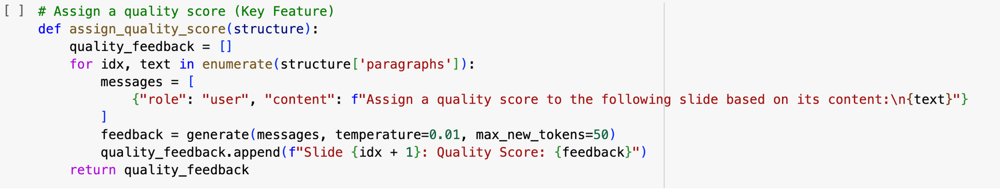 [ ] # Assign a quality score (Key Feature)
def assign_quality_score(structure):
    quality_feedback = []
    for idx, text in enumerate(structure['paragraphs']):
        messages = [
            {"role": "user", "content": f"Assign a quality score to the following slide based on its content:\n{text}"}
        ]
        feedback = generate(messages, temperature=0.01, max_new_tokens=50)
        quality_feedback.append(f"Slide {idx + 1}: Quality Score: {feedback}")
    return quality_feedback